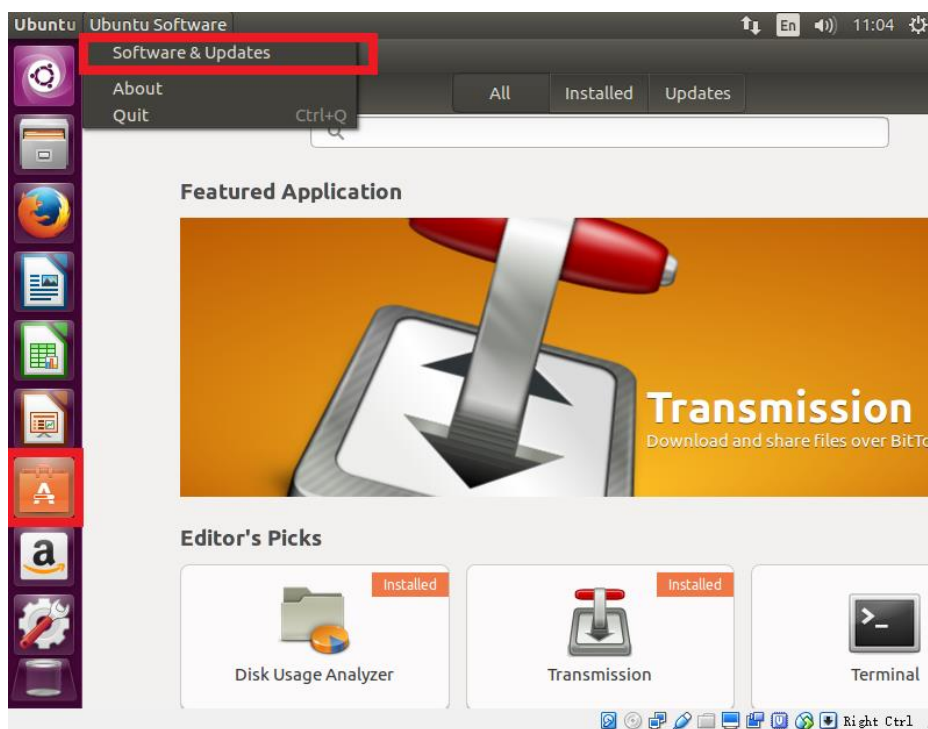 Ubuntu Ubuntu Software En 11:04
Software & Updates
About
Quit Ctrl+Q
All Installed Updates
Featured Application
Transmission
Download and share files over BitTo
Editor's Picks
Installed Installed
Disk Usage Analyzer Transmission Terminal
Right Ctrl